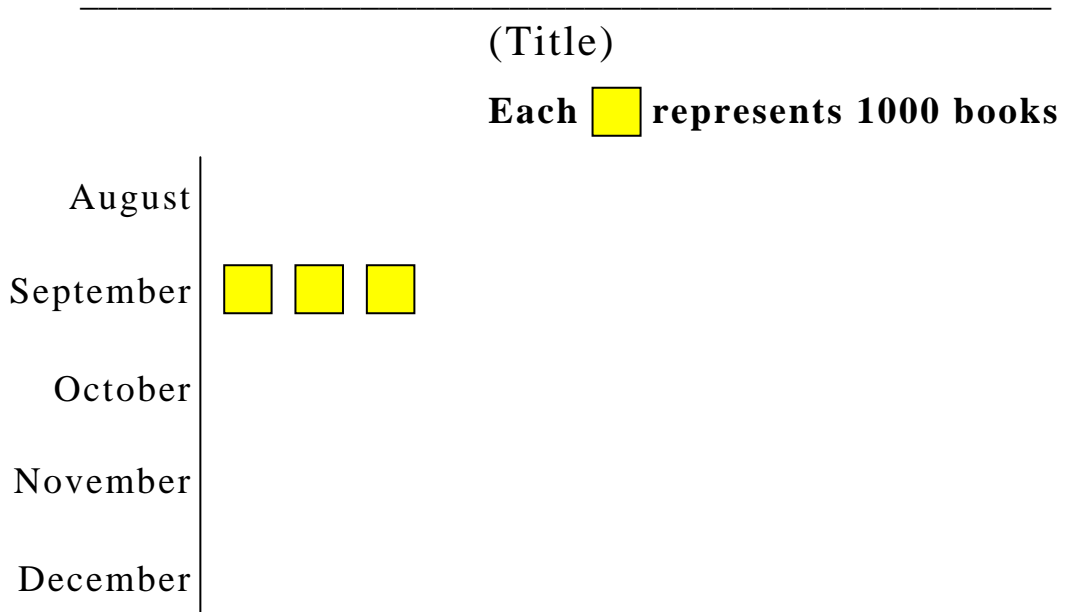 (Title)
Each represents 1000 books
August
September
October
November
December